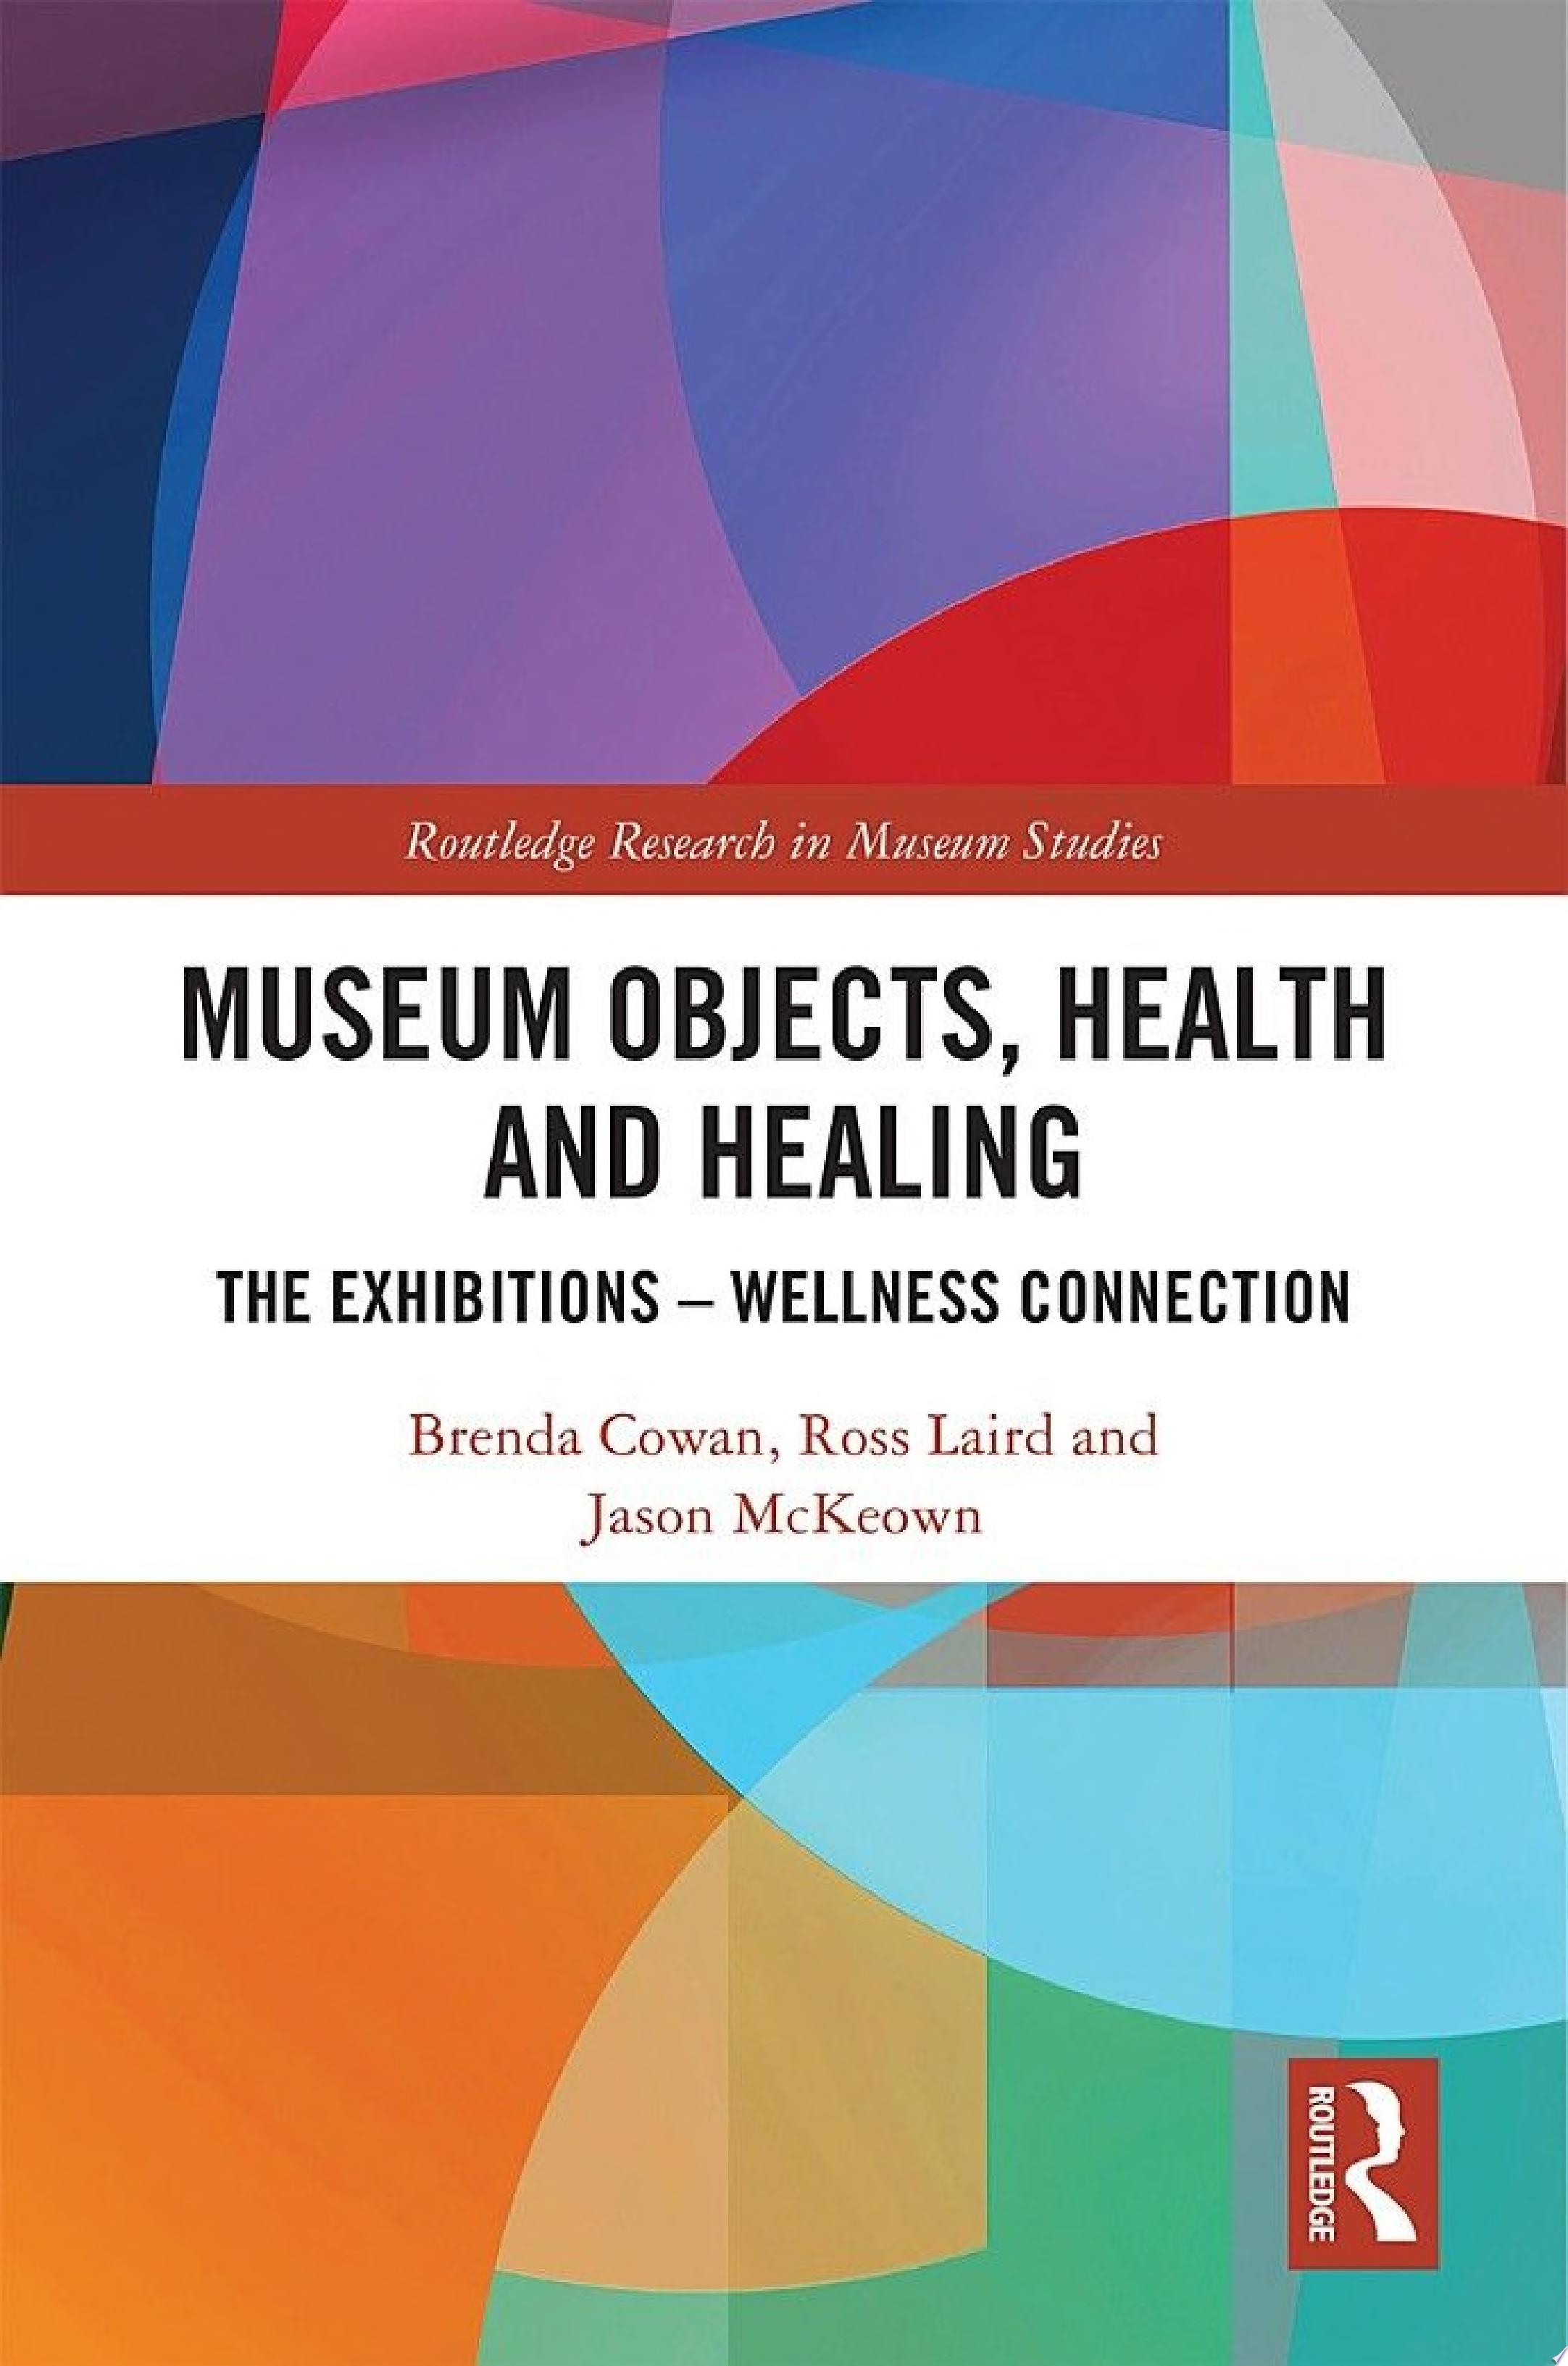 Routledge Research in Museum Studies
MUSEUM OBJECTS, HEALTH
AND HEALING
THE EXHIBITIONS – WELLNESS CONNECTION
Brenda Cowan, Ross Laird and
Jason McKeown
ROUTLEDGE